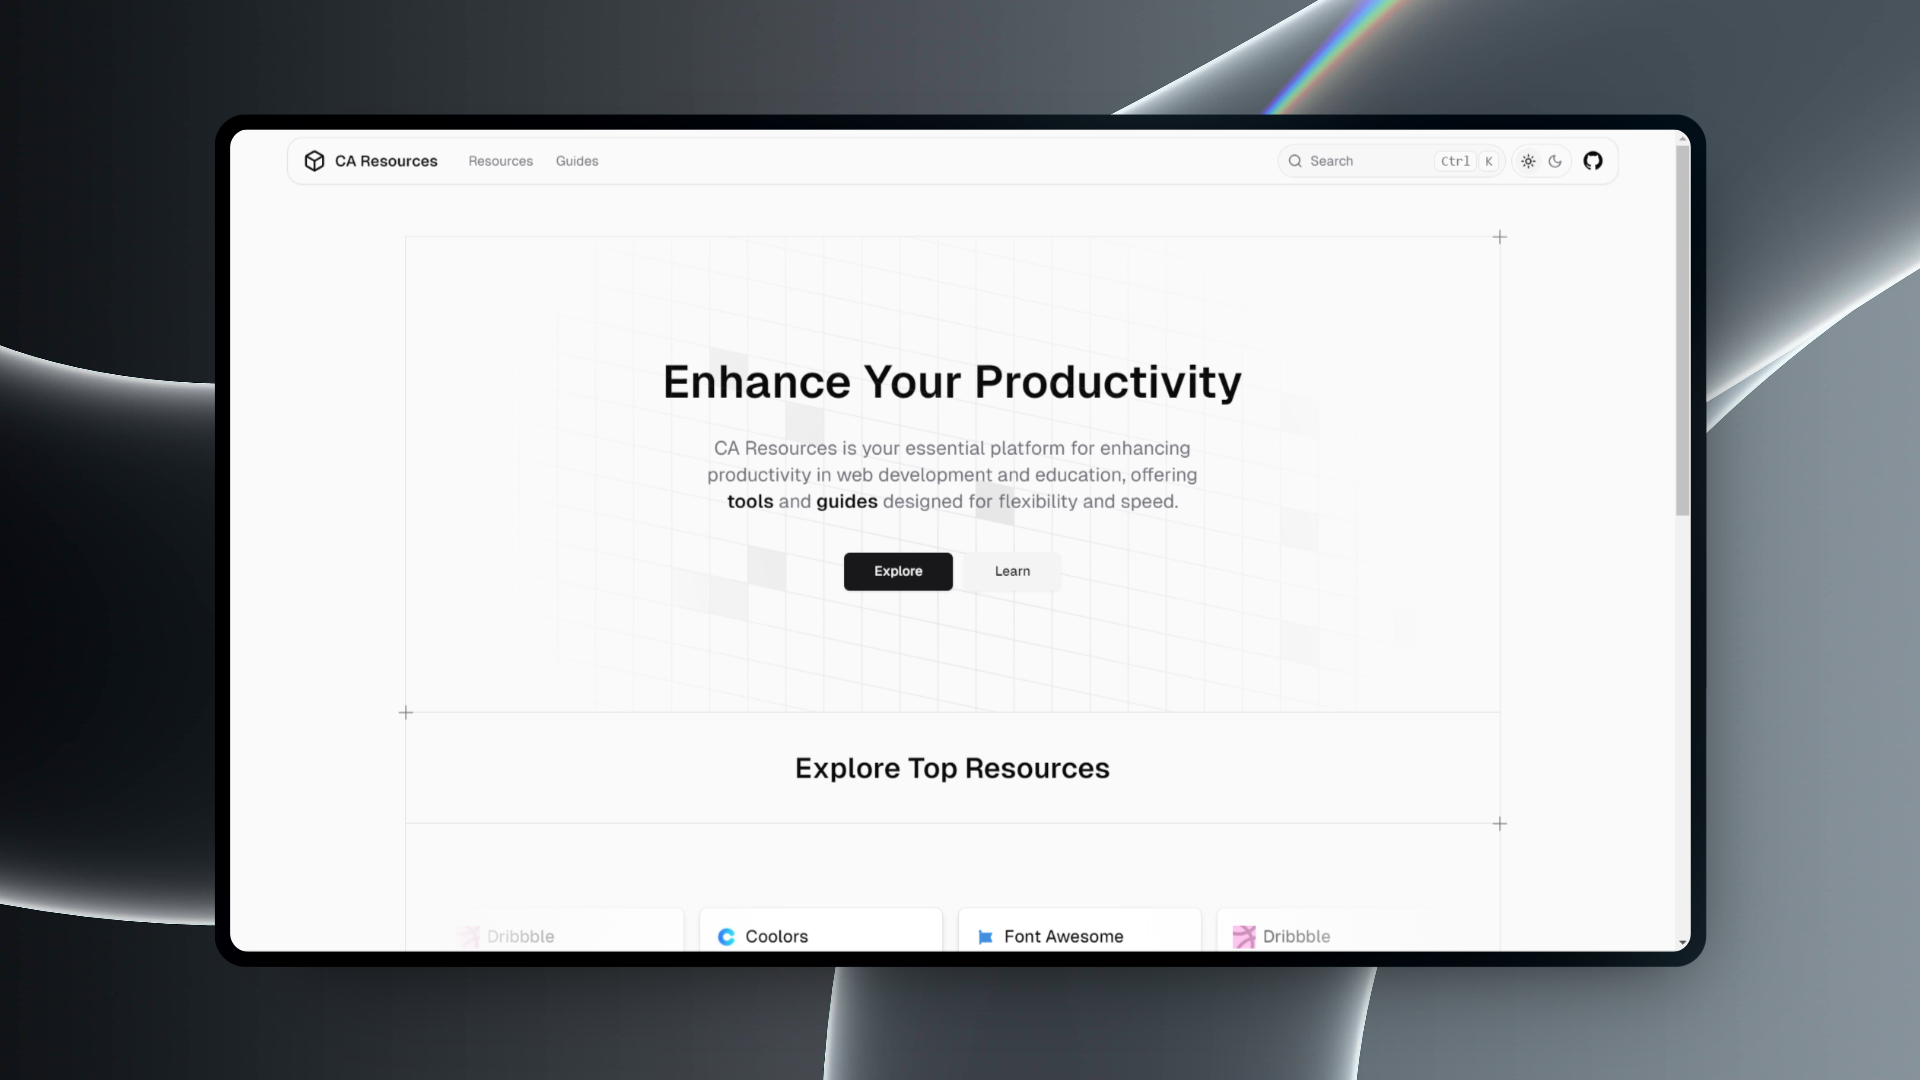 CA Resources
Resources
Guides
Search
Ctrl K
Enhance Your Productivity
CA Resources is your essential platform for enhancing
productivity in web development and education, offering
tools and guides designed for flexibility and speed.
Explore
Learn
Explore Top Resources
Dribbble
Coolors
Font Awesome
Dribbble